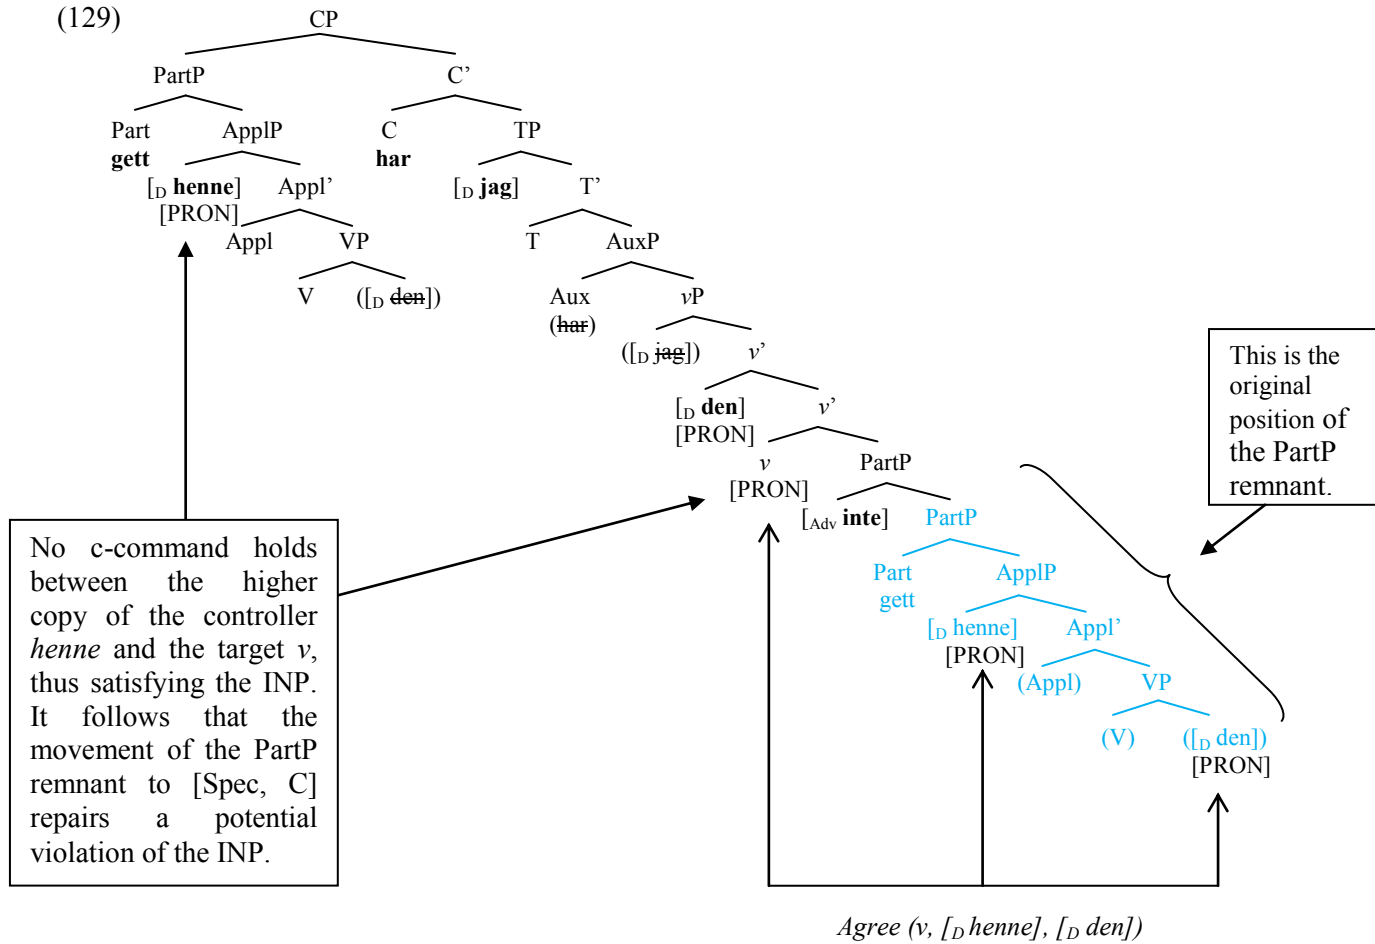 (129)
CP
PartP C’
Part ApplP C TP
gett har
[D henne] Appl’ [D jag] T’
[PRON]
Appl VP T AuxP
V ([D den]) Aux vP
(har)
([D jag]) v’
[D den] v’
[PRON]
v PartP
[PRON]
[Adv inte] PartP
Part ApplP
gett
[D henne] Appl’
[PRON]
(Appl) VP
(V) ([D den])
[PRON]
This is the
original
position of
the PartP
remnant.
No c-command holds
between the higher
copy of the controller
henne and the target v,
thus satisfying the INP.
It follows that the
movement of the PartP
remnant to [Spec, C]
repairs a potential
violation of the INP.
Agree (v, [D henne], [D den])